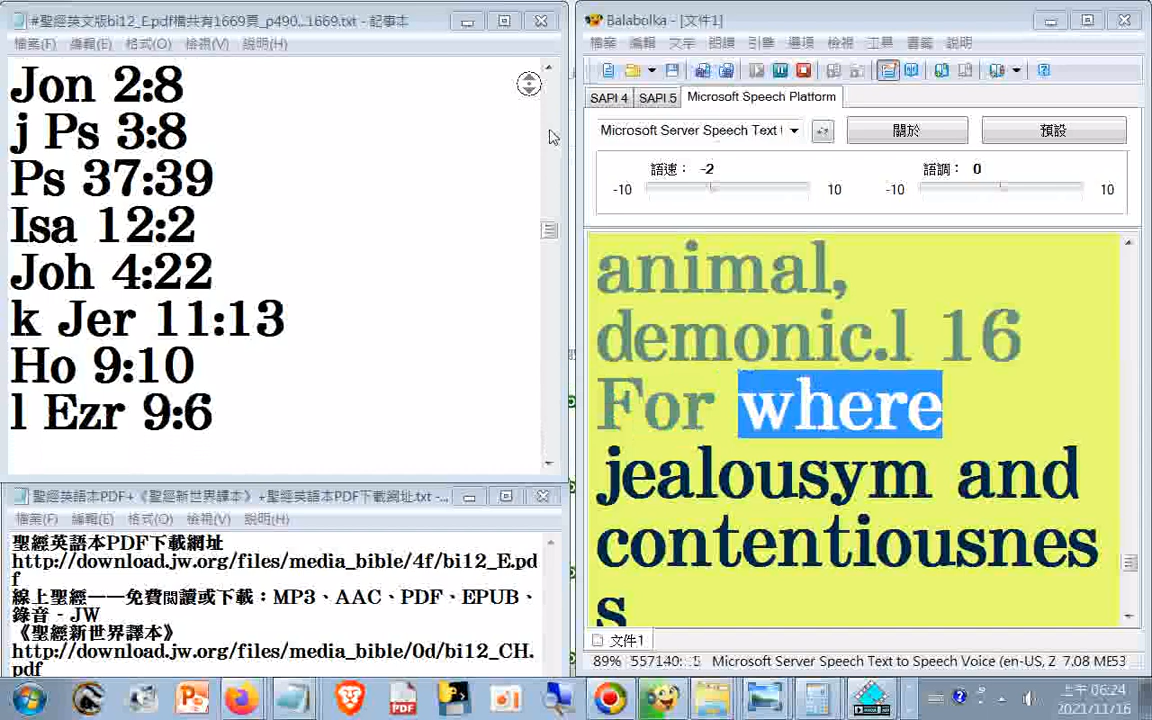 #聖經英文版bi12_E.pdf檔共有1669頁_p490,,,1669.txt - 記事本
檔案(F) 編輯(E) 格式(O) 檢視(V) 說明(H)
Jon 2:8
j Ps 3:8
Ps 37:39
Isa 12:2
Joh 4:22
k Jer 11:13
Ho 9:10
l Ezr 9:6
聖經英語本PDF+《聖經新世界譯本》+聖經英語本PDF下載網址.txt - ...
檔案(F) 編輯(E) 格式(O) 檢視(V) 說明(H)
聖經英語本PDF下載網址
http://download.jw.org/files/media_bible/4f/bi12_E.pd
f
線上聖經——免費閱讀或下載：MP3、AAC、PDF、EPUB、
錄音 - JW
《聖經新世界譯本》
http://download.jw.org/files/media_bible/0d/bi12_CH.
pdf
Balabolka - [文件1]
檔案 編輯 文字 朗讀 引擎 選項 檢視 工具 書籤 說明
SAPI 4 SAPI 5 Microsoft Speech Platform
Microsoft Server Speech Text 關於 預設
語速： -2 語調： 0
-10 10 -10 10
animal,
demonic.l 16
For where
jealousym and
contentiousnes
s
文件1
89% Microsoft Server Speech Text to Speech Voice (en-US, Z 7.08 ME53
上午 06:24
2021/11/16